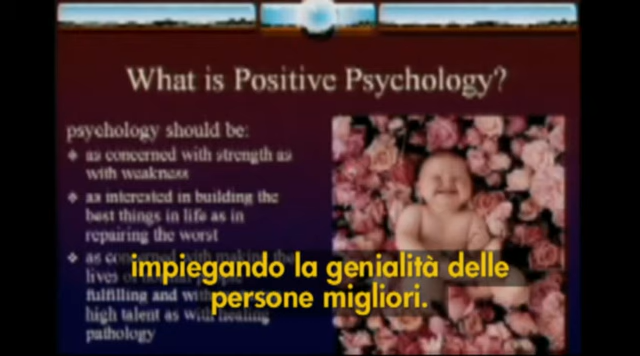 What is Positive Psychology?
psychology should be:
as concerned with strength as
with weakness
as interested in building the
best things in life as in
repairing the worst
as
impiegando la genialità delle
lives
persone migliori.
fulfilling and with
high talent as with healing
pathology